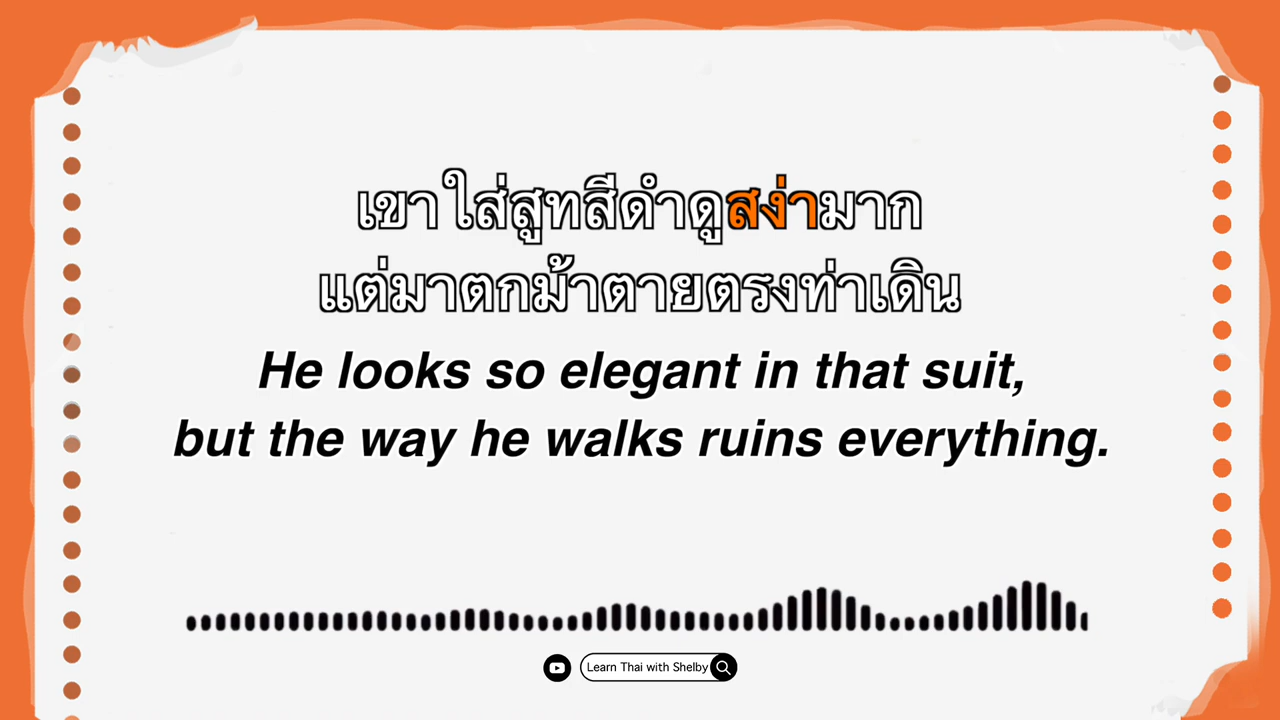 เขาใส่สูทสีดำดูสง่ามาก
แต่มาตกม้าตายตรงท่าเดิน
He looks so elegant in that suit,
but the way he walks ruins everything.
Learn Thai with Shelby